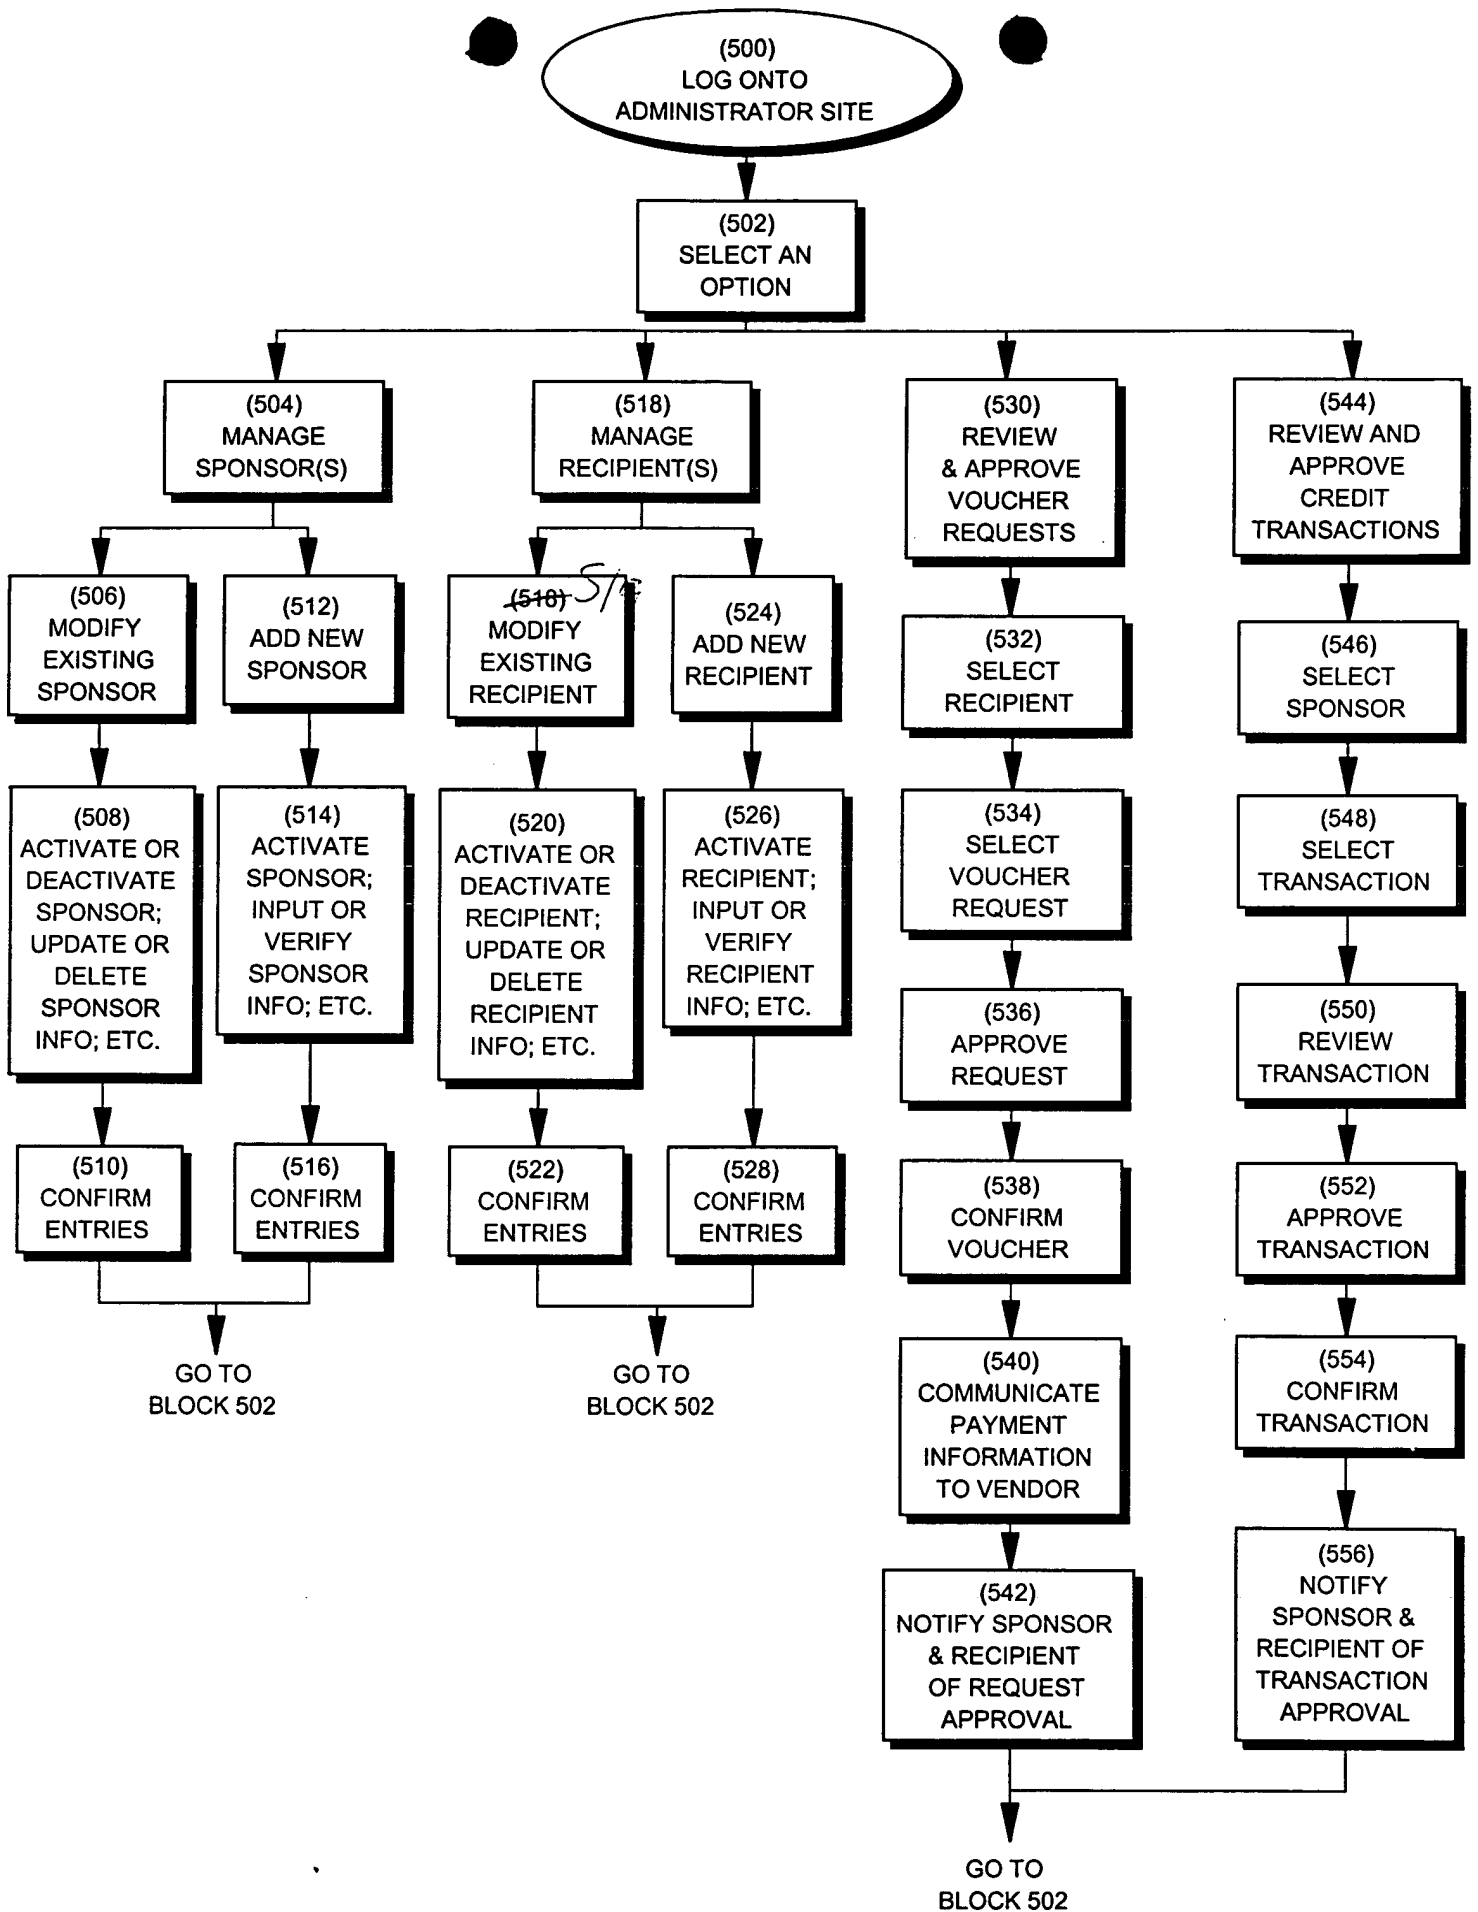 (500)
LOG ONTO
ADMINISTRATOR SITE
(502)
SELECT AN
OPTION
(504)
MANAGE
SPONSOR(S)
(518)
MANAGE
RECIPIENT(S)
(530)
REVIEW
& APPROVE
VOUCHER
REQUESTS
(544)
REVIEW AND
APPROVE
CREDIT
TRANSACTIONS
(506)
MODIFY
EXISTING
SPONSOR
(512)
ADD NEW
SPONSOR
(518)
MODIFY
EXISTING
RECIPIENT
(524)
ADD NEW
RECIPIENT
(532)
SELECT
RECIPIENT
(546)
SELECT
SPONSOR
(508)
ACTIVATE OR
DEACTIVATE
SPONSOR;
UPDATE OR
DELETE
SPONSOR
INFO; ETC.
(514)
ACTIVATE
SPONSOR;
INPUT OR
VERIFY
SPONSOR
INFO; ETC.
(520)
ACTIVATE OR
DEACTIVATE
RECIPIENT;
UPDATE OR
DELETE
RECIPIENT
INFO; ETC.
(526)
ACTIVATE
RECIPIENT;
INPUT OR
VERIFY
RECIPIENT
INFO; ETC.
(534)
SELECT
VOUCHER
REQUEST
(548)
SELECT
TRANSACTION
(536)
APPROVE
REQUEST
(550)
REVIEW
TRANSACTION
(510)
CONFIRM
ENTRIES
(516)
CONFIRM
ENTRIES
(522)
CONFIRM
ENTRIES
(528)
CONFIRM
ENTRIES
(538)
CONFIRM
VOUCHER
(552)
APPROVE
TRANSACTION
GO TO
BLOCK 502
GO TO
BLOCK 502
(540)
COMMUNICATE
PAYMENT
INFORMATION
TO VENDOR
(554)
CONFIRM
TRANSACTION
(542)
NOTIFY SPONSOR
& RECIPIENT
OF REQUEST
APPROVAL
(556)
NOTIFY
SPONSOR &
RECIPIENT OF
TRANSACTION
APPROVAL
GO TO
BLOCK 502